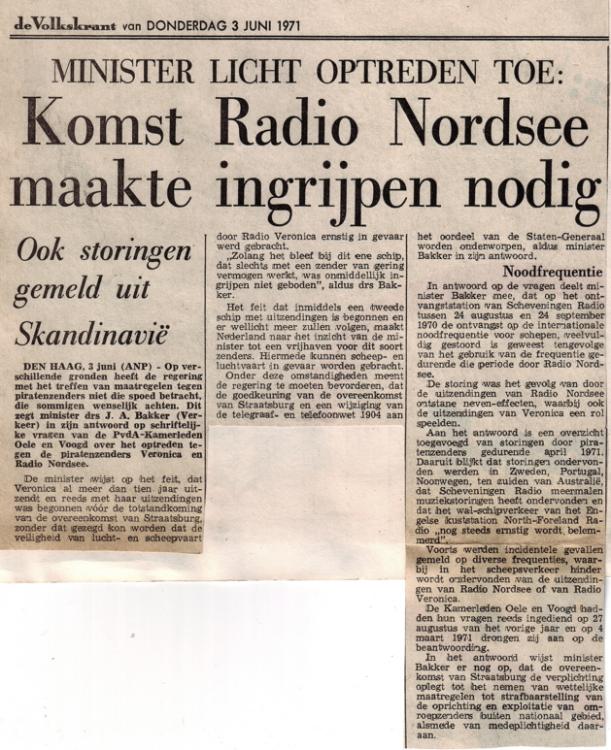 de Volkskrant van DONDERDAG 3 JUNI 1971
MINISTER LICHT OPTREDEN TOE:
Komst Radio Nordsee
maakte ingrijpen nodig
Ook storingen
gemeld uit
Skandinavië
DEN HAAG, 3 juni (ANP) - Op ver-
schillende gronden heeft de regering
met het treffen van maatregelen tegen
piratenzenders niet die spoed betracht,
die sommigen wenselijk achten. Dit
zegt minister drs J. A. Bakker (Ver-
keer) in zijn antwoord op schriftelij-
ke vragen van de PvdA-Kamerleden
Oele en Voogd over het optreden te-
gen de piratenzenders Veronica en
Radio Nordsee.
De minister wijst op het feit, dat
Veronica al meer dan tien jaar uit-
zendt en reeds met haar uitzendingen
was begonnen vóór de totstandkoming
van de overeenkomst van Straatsburg,
zonder dat gezegd kon worden dat de
veiligheid van lucht- en scheepvaart
door Radio Veronica ernstig in gevaar
werd gebracht.
„Zolang het bleef bij dit ene schip,
dat slechts met een zender van gering
vermogen werkt, was onmiddellijk in-
grijpen niet geboden", aldus drs Bak-
ker.
Het feit dat inmiddels een tweede
schip met uitzendingen is begonnen en
er wellicht meer zullen volgen, maakt
Nederland naar het inzicht van de mi-
nister tot een vrijhaven voor dit soort
zenders. Hiermede kunnen scheep- en
luchtvaart in gevaar worden gebracht.
Onder deze omstandigheden meent
de regering te moeten bevorderen, dat
de goedkeuring van de overeenkomst
van Straatsburg en een wijziging van
de telegraaf- en telefoonwet 1904 aan
het oordeel van de Staten-Generaal
worden onderworpen, aldus minister
Bakker in zijn antwoord.
Noodfrequentie
In antwoord op de vragen deelt mi-
nister Bakker mee, dat op het ont-
vangststation van Scheveningen Radio
tussen 24 augustus en 24 september
1970 de ontvangst op de internationale
noodfrequentie voor schepen, veelvul-
dig gestoord is geweest tengevolge
van het gebruik van de frequentie ge-
durende die periode door Radio Nord-
see.
De storing was het gevolg van door
de uitzendingen van Radio Nordsee
ontstane neven-effecten, waarbij ook
de uitzendingen van Veronica een rol
speelden.
Aan het antwoord is een overzicht
toegevoegd van storingen door pira-
tenzenders gedurende april 1971.
Daaruit blijkt dat storingen ondervon-
den werden in Zweden, Portugal,
Noorwegen, ten zuiden van Australië,
dat Scheveningen Radio meermalen
muziekstoringen heeft ondervonden en
dat het wal-schipverkeer van het En-
gelse kuststation North-Foreland Ra-
dio „nog steeds ernstig wordt belem-
merd".
Voorts werden incidentele gevallen
gemeld op diverse frequenties, waar-
bij in het scheepsverkeer hinder
wordt ondervonden van de uitzendin-
gen van Radio Nordsee of van Radio
Veronica.
De Kamerleden Oele en Voogd had-
den hun vragen reeds ingediend op 27
augustus van het vorige jaar en op 4
maart 1971 drongen zij aan op de
beantwoording.
In het antwoord wijst minister
Bakker er nog op, dat de overeen-
komst van Straatsburg de verplichting
oplegt tot het nemen van wettelijke
maatregelen tot strafbaarstelling van
de oprichting en exploitatie van om-
roepzenders buiten nationaal gebied,
alsmede van medeplichtigheid daar-
aan.